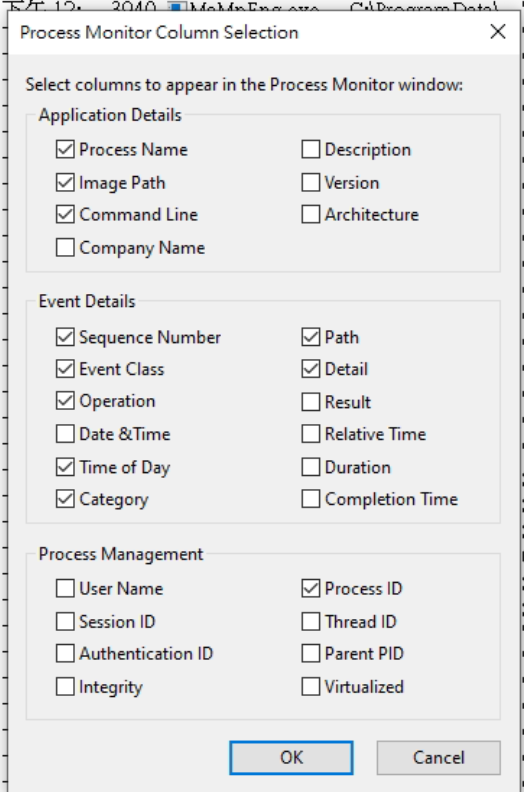 下午 12: 3940 MsMpEng.exe C:\ProgramData\
Process Monitor Column Selection
Select columns to appear in the Process Monitor window:
Application Details
Process Name Description
Image Path Version
Command Line Architecture
Company Name
Event Details
Sequence Number Path
Event Class Detail
Operation Result
Date &Time Relative Time
Time of Day Duration
Category Completion Time
Process Management
User Name Process ID
Session ID Thread ID
Authentication ID Parent PID
Integrity Virtualized
OK Cancel